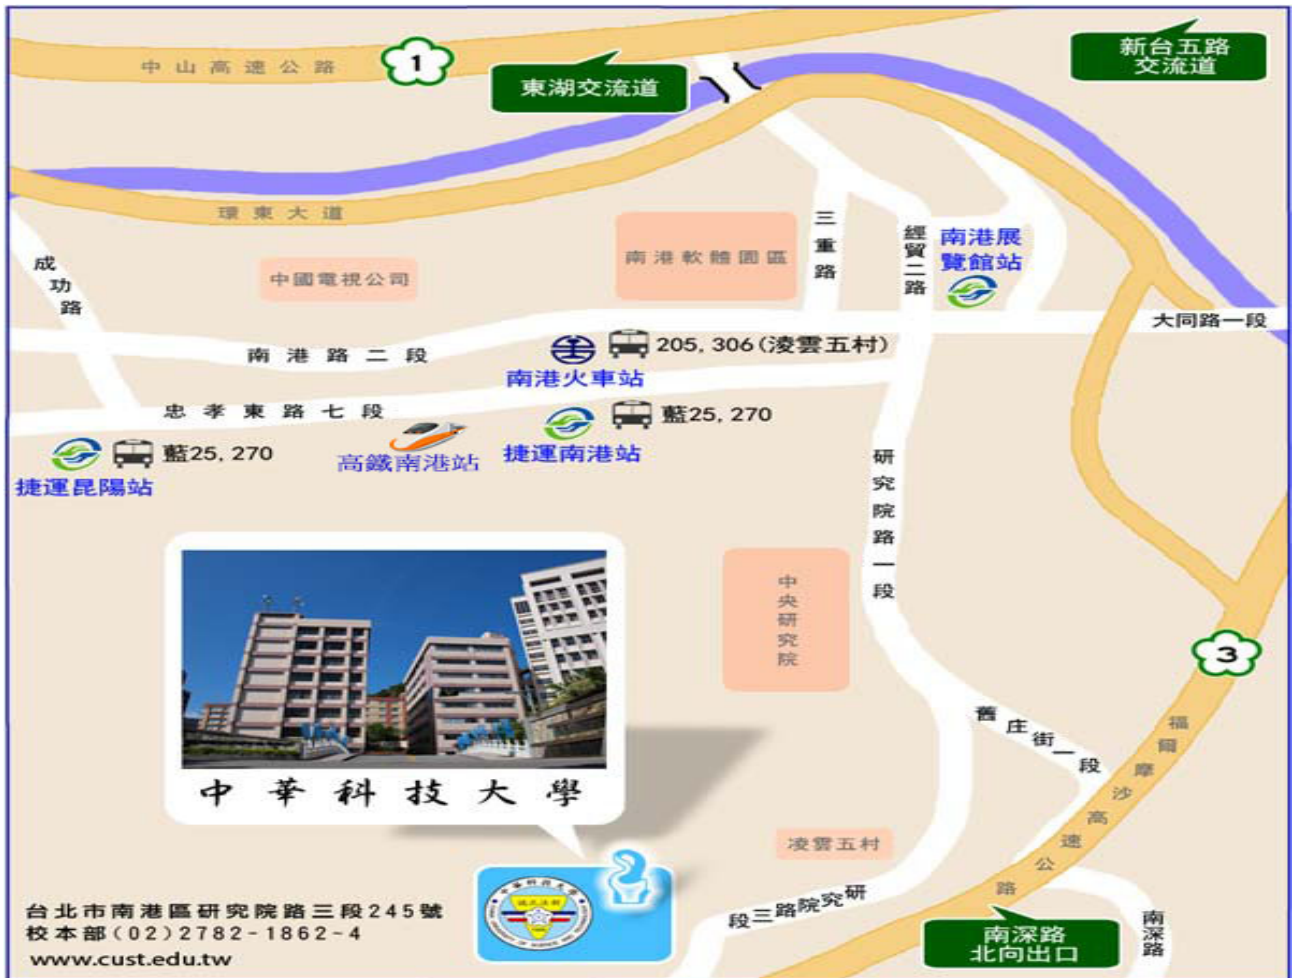 中山高速公路
1
東湖交流道
新台五路
交流道
環東大道
成功路
中國電視公司
南港軟體園區
三重路
經貿二路
南港展
覽館站
大同路一段
南港路二段
205, 306(凌雲五村)
南港火車站
忠孝東路七段
藍25, 270
捷運昆陽站
高鐵南港站
藍25, 270
捷運南港站
研究院路一段
中央研究院
3
舊庄街一段
福爾摩沙高速公路
中華科技大學
凌雲五村
研究院路三段
中華科技大學
南深路
北向出口
南深路
台北市南港區研究院路三段245號
校本部(02)2782-1862-4
www.cust.edu.tw